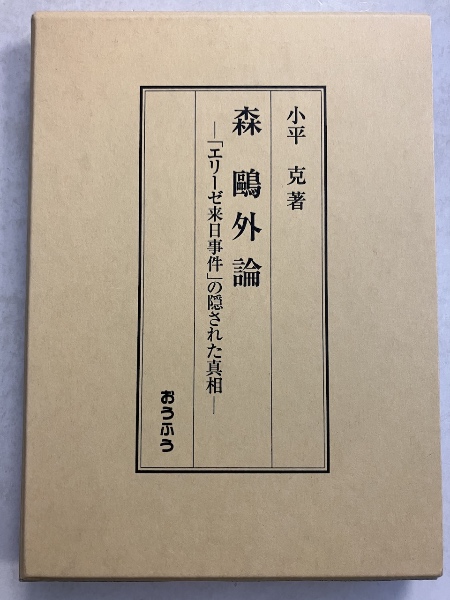 小平 克著
森 鷗外論
―「エリーゼ来日事件」の隠された真相―
おうふう